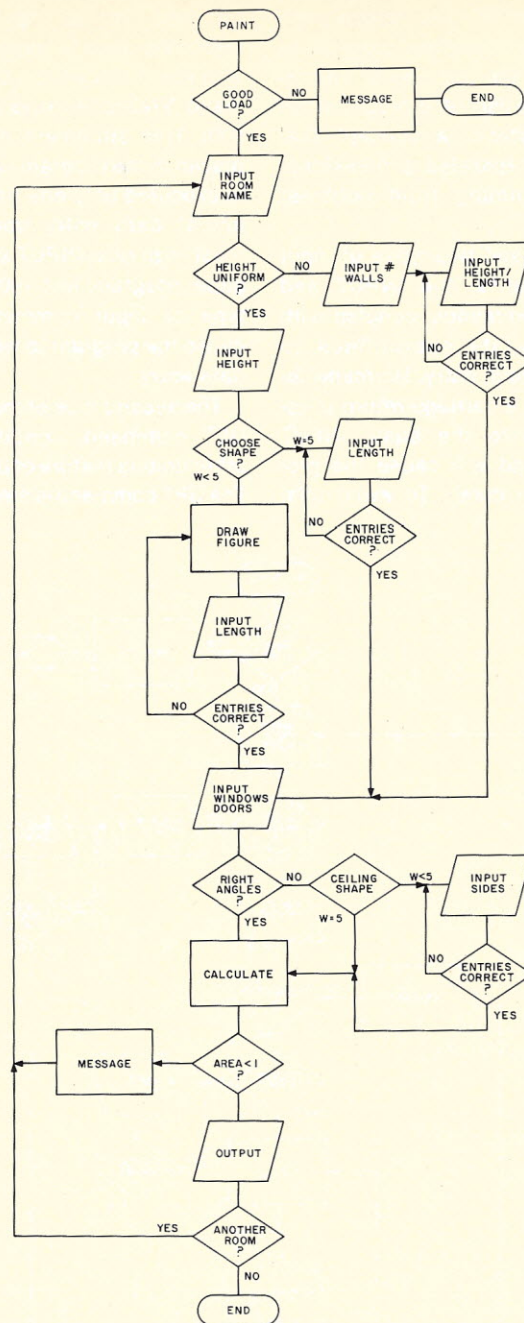 PAINT
GOOD
LOAD
?
NO
MESSAGE
END
YES
INPUT
ROOM
NAME
HEIGHT
UNIFORM
?
NO
INPUT #
WALLS
INPUT
HEIGHT/
LENGTH
YES
NO
ENTRIES
CORRECT
?
YES
INPUT
HEIGHT
CHOOSE
SHAPE
?
W=5
INPUT
LENGTH
W<5
NO
ENTRIES
CORRECT
?
YES
DRAW
FIGURE
INPUT
LENGTH
NO
ENTRIES
CORRECT
?
YES
INPUT
WINDOWS
DOORS
RIGHT
ANGLES
?
NO
CEILING
SHAPE
W<5
INPUT
SIDES
YES
W=5
NO
ENTRIES
CORRECT
?
YES
CALCULATE
MESSAGE
AREA<1
?
OUTPUT
YES
ANOTHER
ROOM
?
NO
END